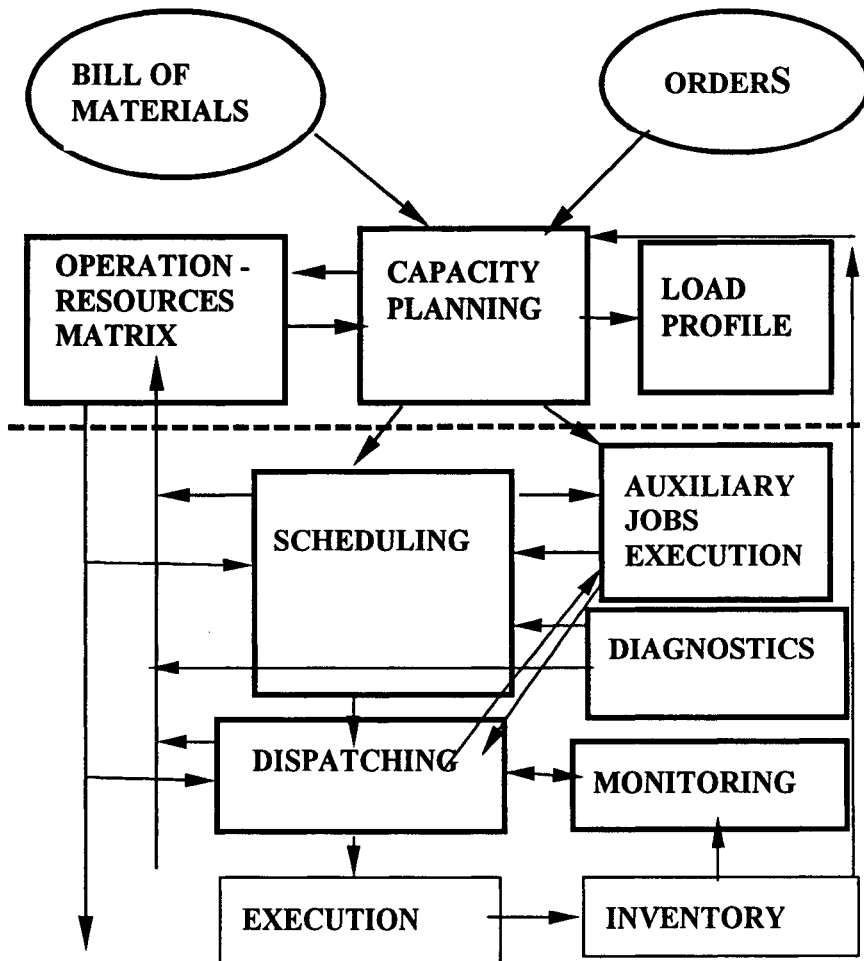 BILL OF
MATERIALS
ORDERS
OPERATION -
RESOURCES
MATRIX
CAPACITY
PLANNING
LOAD
PROFILE
SCHEDULING
AUXILIARY
JOBS
EXECUTION
DIAGNOSTICS
DISPATCHING
MONITORING
EXECUTION
INVENTORY